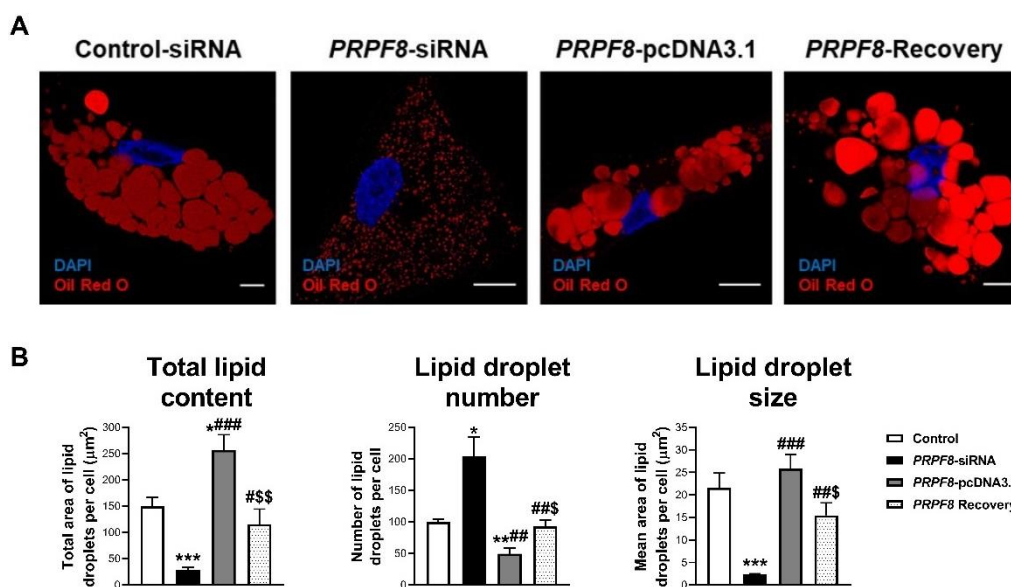 A
Control-siRNA
PRPF8-siRNA
PRPF8-pcDNA3.1
PRPF8-Recovery
DAPI
Oil Red O
DAPI
Oil Red O
DAPI
Oil Red O
DAPI
Oil Red O
B
Total lipid
content
Total area of lipid
droplets per cell (μm²)
300
250
200
150
100
50
0
***
*###
#$$
Lipid droplet
number
Number of lipid
droplets per cell
250
200
150
100
50
0
*
**##
##$
Lipid droplet
size
Mean area of lipid
droplets per cell (μm²)
35
30
25
20
15
10
5
0
***
###
##$
Control
PRPF8-siRNA
PRPF8-pcDNA3.
PRPF8 Recovery